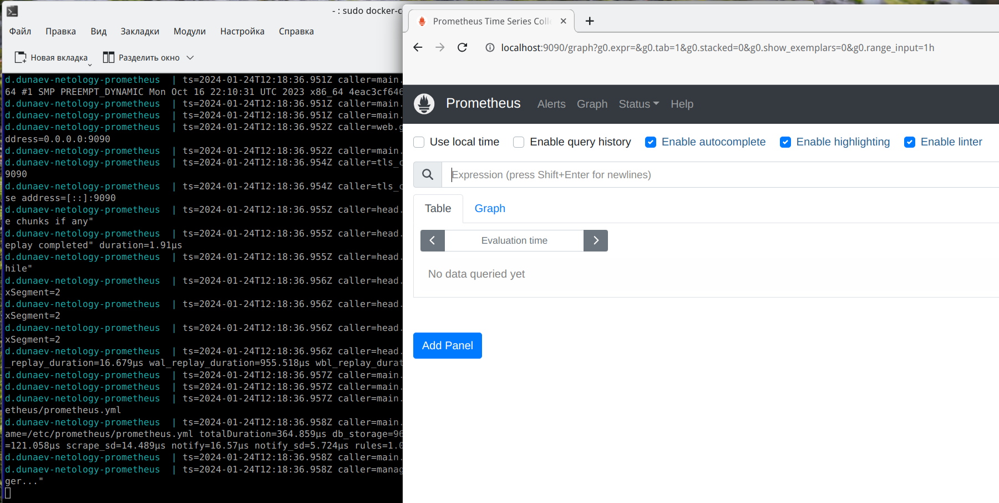 - : sudo docker-c
Файл Правка Вид Закладки Модули Настройка Справка
Новая вкладка Разделить окно
d.dunaev-netology-prometheus | ts=2024-01-24T12:18:36.951Z caller=main.
64 #1 SMP PREEMPT_DYNAMIC Mon Oct 16 22:10:31 UTC 2023 x86_64 4eac3cf646
d.dunaev-netology-prometheus | ts=2024-01-24T12:18:36.951Z caller=main.
d.dunaev-netology-prometheus | ts=2024-01-24T12:18:36.951Z caller=main.
d.dunaev-netology-prometheus | ts=2024-01-24T12:18:36.952Z caller=web.g
ddress=0.0.0.0:9090
d.dunaev-netology-prometheus | ts=2024-01-24T12:18:36.952Z caller=main.
d.dunaev-netology-prometheus | ts=2024-01-24T12:18:36.954Z caller=tls_c
9090
d.dunaev-netology-prometheus | ts=2024-01-24T12:18:36.954Z caller=tls_c
se address=[::]:9090
d.dunaev-netology-prometheus | ts=2024-01-24T12:18:36.955Z caller=head.
e chunks if any"
d.dunaev-netology-prometheus | ts=2024-01-24T12:18:36.955Z caller=head.
eplay completed" duration=1.91µs
d.dunaev-netology-prometheus | ts=2024-01-24T12:18:36.955Z caller=head.
hile"
d.dunaev-netology-prometheus | ts=2024-01-24T12:18:36.956Z caller=head.
xSegment=2
d.dunaev-netology-prometheus | ts=2024-01-24T12:18:36.956Z caller=head.
xSegment=2
d.dunaev-netology-prometheus | ts=2024-01-24T12:18:36.956Z caller=head.
xSegment=2
d.dunaev-netology-prometheus | ts=2024-01-24T12:18:36.956Z caller=head.
_replay_duration=16.679µs wal_replay_duration=955.518µs wbl_replay_durat
d.dunaev-netology-prometheus | ts=2024-01-24T12:18:36.957Z caller=main.
d.dunaev-netology-prometheus | ts=2024-01-24T12:18:36.957Z caller=main.
d.dunaev-netology-prometheus | ts=2024-01-24T12:18:36.957Z caller=main.
etheus/prometheus.yml
d.dunaev-netology-prometheus | ts=2024-01-24T12:18:36.958Z caller=main.
ame=/etc/prometheus/prometheus.yml totalDuration=364.859µs db_storage=96
=121.058µs scrape_sd=14.489µs notify=16.57µs notify_sd=5.724µs rules=1.0
d.dunaev-netology-prometheus | ts=2024-01-24T12:18:36.958Z caller=main.
d.dunaev-netology-prometheus | ts=2024-01-24T12:18:36.958Z caller=manag
ger..."
Prometheus Time Series Colle
localhost:9090/graph?g0.expr=&g0.tab=1&g0.stacked=0&g0.show_exemplars=0&g0.range_input=1h
Prometheus Alerts Graph Status Help
Use local time Enable query history Enable autocomplete Enable highlighting Enable linter
Expression (press Shift+Enter for newlines)
Table Graph
Evaluation time
No data queried yet
Add Panel